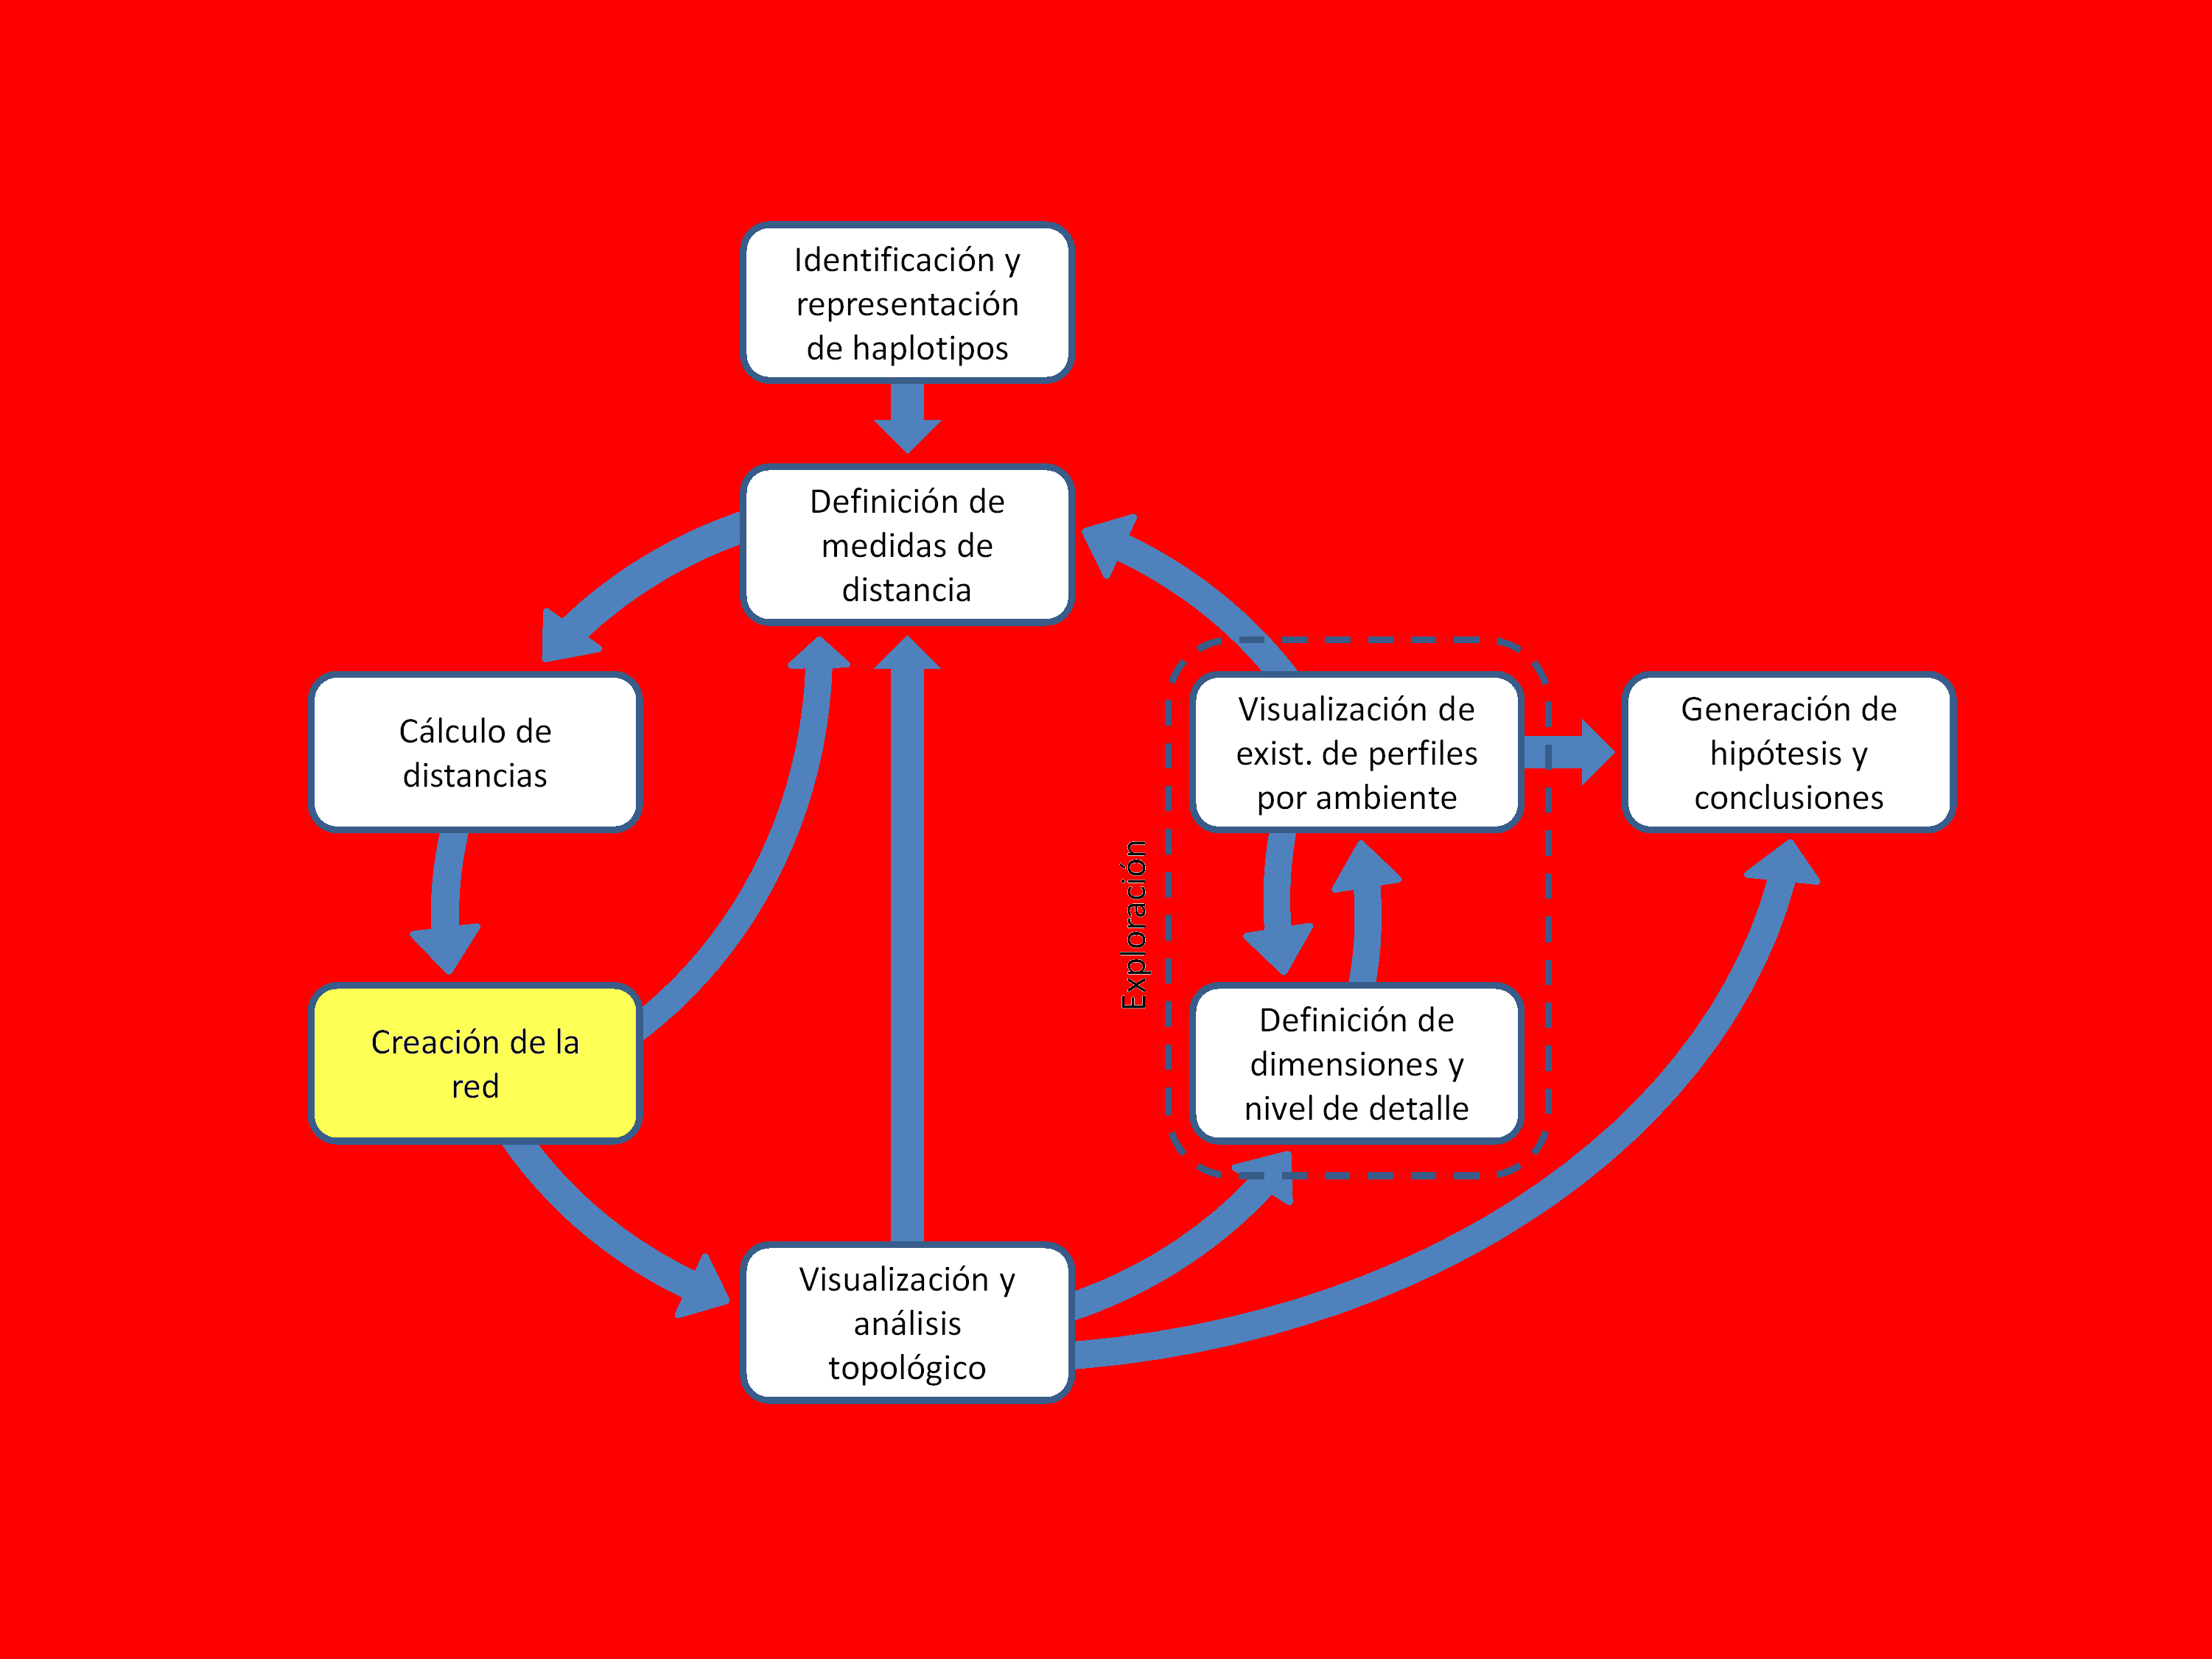 Identificación y
representación
de haplotipos
Definición de
medidas de
distancia
Cálculo de
distancias
Visualización de
exist. de perfiles
por ambiente
Generación de
hipótesis y
conclusiones
Exploración
Creación de la
red
Definición de
dimensiones y
nivel de detalle
Visualización y
análisis
topológico